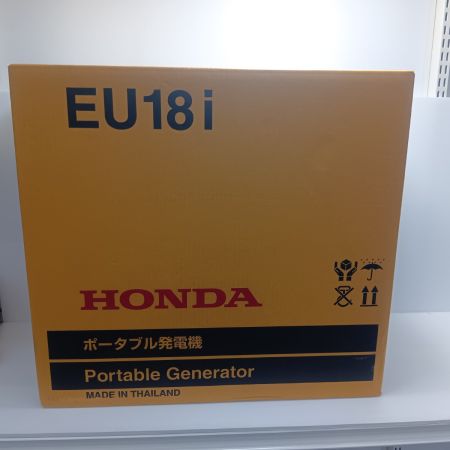 EU18i
HONDA
ポータブル発電機
Portable Generator
MADE IN THAILAND